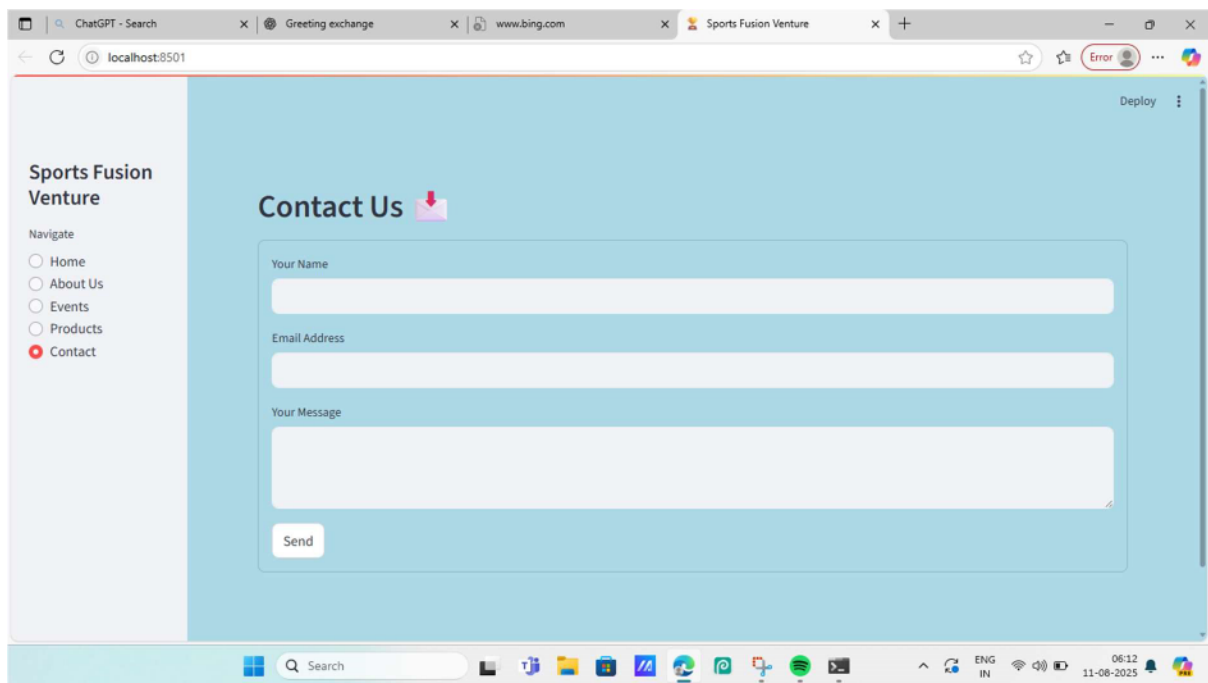 ChatGPT - Search
Greeting exchange
www.bing.com
Sports Fusion Venture
localhost:8501
Error
Deploy
Sports Fusion
Venture
Navigate
Home
About Us
Events
Products
Contact
Contact Us
Your Name
Email Address
Your Message
Send
Search
ENG
IN
06:12
11-08-2025